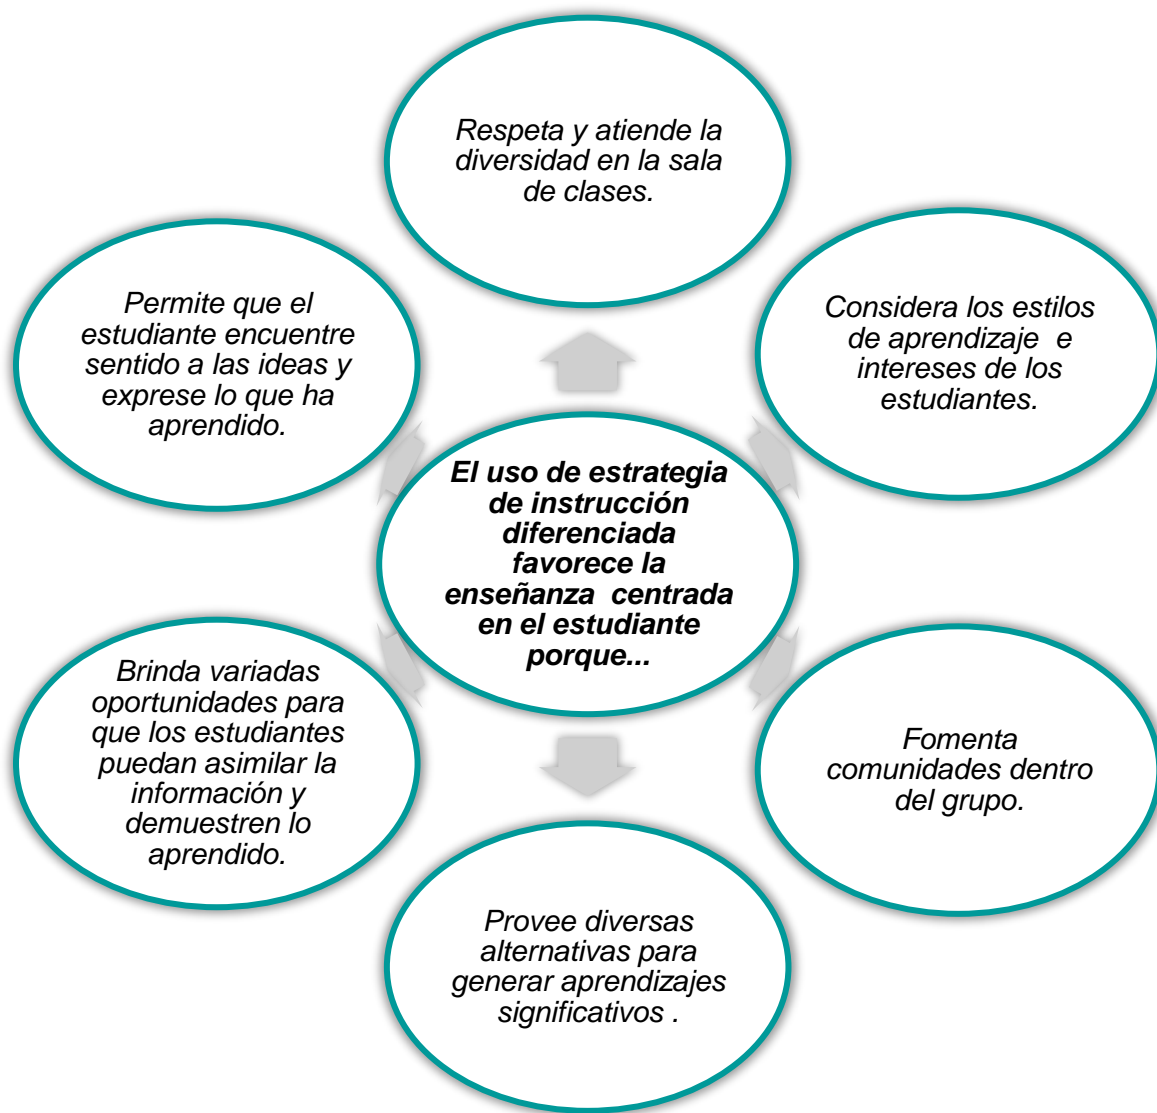 Respeta y atiende la
diversidad en la sala
de clases.
Considera los estilos
de aprendizaje  e
intereses de los
estudiantes.
Fomenta
comunidades dentro
del grupo.
Provee diversas
alternativas para
generar aprendizajes
significativos .
Brinda variadas
oportunidades para
que los estudiantes
puedan asimilar la
información y
demuestren lo
aprendido.
Permite que el
estudiante encuentre
sentido a las ideas y
exprese lo que ha
aprendido.
El uso de estrategia
de instrucción
diferenciada
favorece la
enseñanza  centrada
en el estudiante
porque...